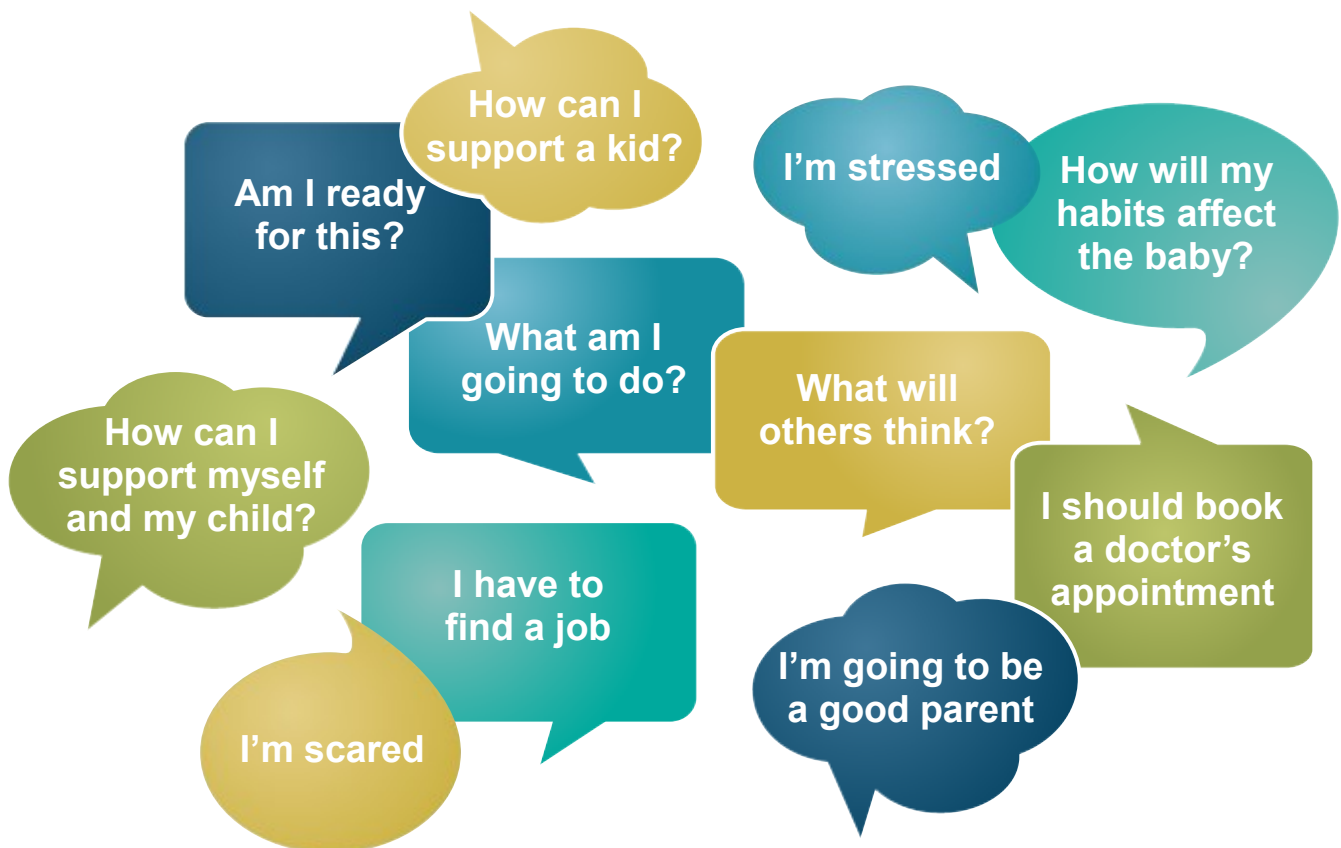 How can I
support a kid?
Am I ready
for this?
I’m stressed
How will my
habits affect
the baby?
What am I
going to do?
What will
others think?
How can I
support myself
and my child?
I should book
a doctor’s
appointment
I have to
find a job
I’m going to be
a good parent
I’m scared